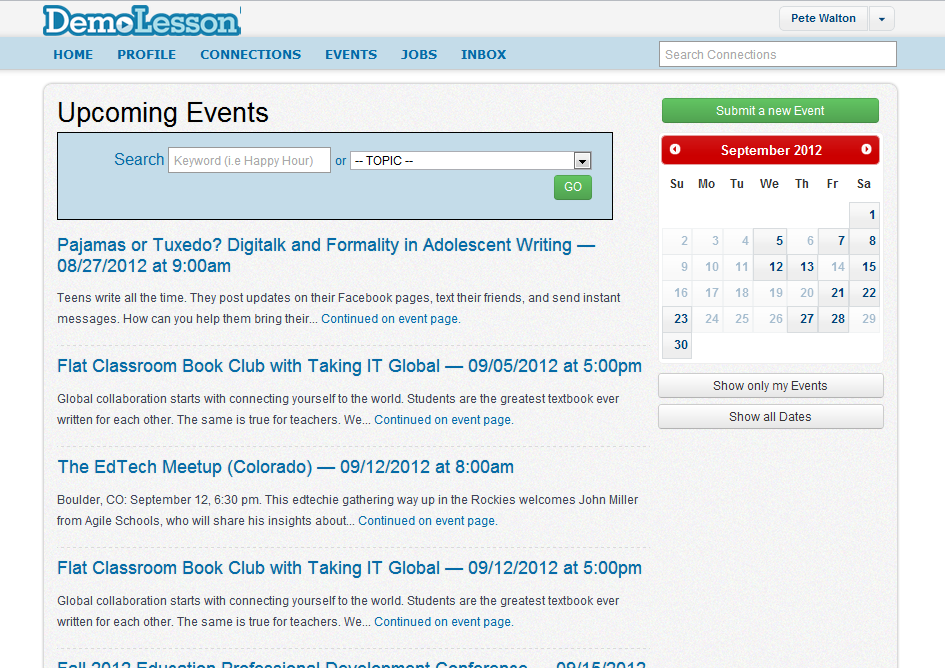 DemoLesson
Pete Walton
HOME PROFILE CONNECTIONS EVENTS JOBS INBOX
Search Connections
Upcoming Events
Search Keyword (i.e Happy Hour) or -- TOPIC --
GO
Pajamas or Tuxedo? Digitalk and Formality in Adolescent Writing —
08/27/2012 at 9:00am
Teens write all the time. They post updates on their Facebook pages, text their friends, and send instant
messages. How can you help them bring their... Continued on event page.
Flat Classroom Book Club with Taking IT Global — 09/05/2012 at 5:00pm
Global collaboration starts with connecting yourself to the world. Students are the greatest textbook ever
written for each other. The same is true for teachers. We... Continued on event page.
The EdTech Meetup (Colorado) — 09/12/2012 at 8:00am
Boulder, CO: September 12, 6:30 pm. This edtechie gathering way up in the Rockies welcomes John Miller
from Agile Schools, who will share his insights about... Continued on event page.
Flat Classroom Book Club with Taking IT Global — 09/12/2012 at 5:00pm
Global collaboration starts with connecting yourself to the world. Students are the greatest textbook ever
written for each other. The same is true for teachers. We... Continued on event page.
Fall 2012 Education Professional Development Conference — 09/15/2012
Submit a new Event
September 2012
Su Mo Tu We Th Fr Sa
1
2 3 4 5 6 7 8
9 10 11 12 13 14 15
16 17 18 19 20 21 22
23 24 25 26 27 28 29
30
Show only my Events
Show all Dates